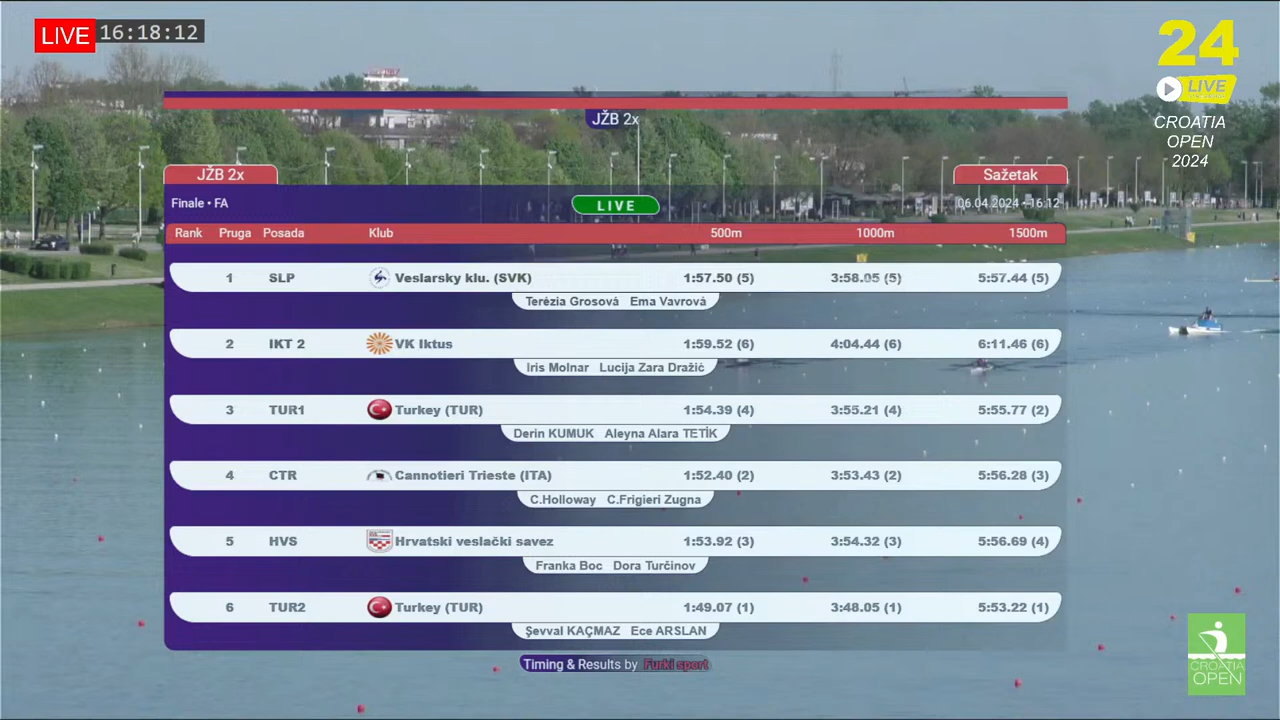 LIVE 16:18:12
24
LIVE
CROATIA
OPEN
2024
JŽB 2x
JŽB 2x Sažetak
Finale • FA LIVE 06.04.2024 - 16:12
Rank Pruga Posada Klub 500m 1000m 1500m
1 SLP Veslarsky klu. (SVK) 1:57.50 (5) 3:58.05 (5) 5:57.44 (5)
Terézia Grosová Ema Vavrová
2 IKT 2 VK Iktus 1:59.52 (6) 4:04.44 (6) 6:11.46 (6)
Iris Molnar Lucija Zara Dražić
3 TUR1 Turkey (TUR) 1:54.39 (4) 3:55.21 (4) 5:55.77 (2)
Derin KUMUK Aleyna Alara TETİK
4 CTR Cannotieri Trieste (ITA) 1:52.40 (2) 3:53.43 (2) 5:56.28 (3)
C.Holloway C.Frigieri Zugna
5 HVS Hrvatski veslački savez 1:53.92 (3) 3:54.32 (3) 5:56.69 (4)
Franka Boc Dora Turčinov
6 TUR2 Turkey (TUR) 1:49.07 (1) 3:48.05 (1) 5:53.22 (1)
Şevval KAÇMAZ Ece ARSLAN
Timing & Results by Furki sport
CROATIA
OPEN